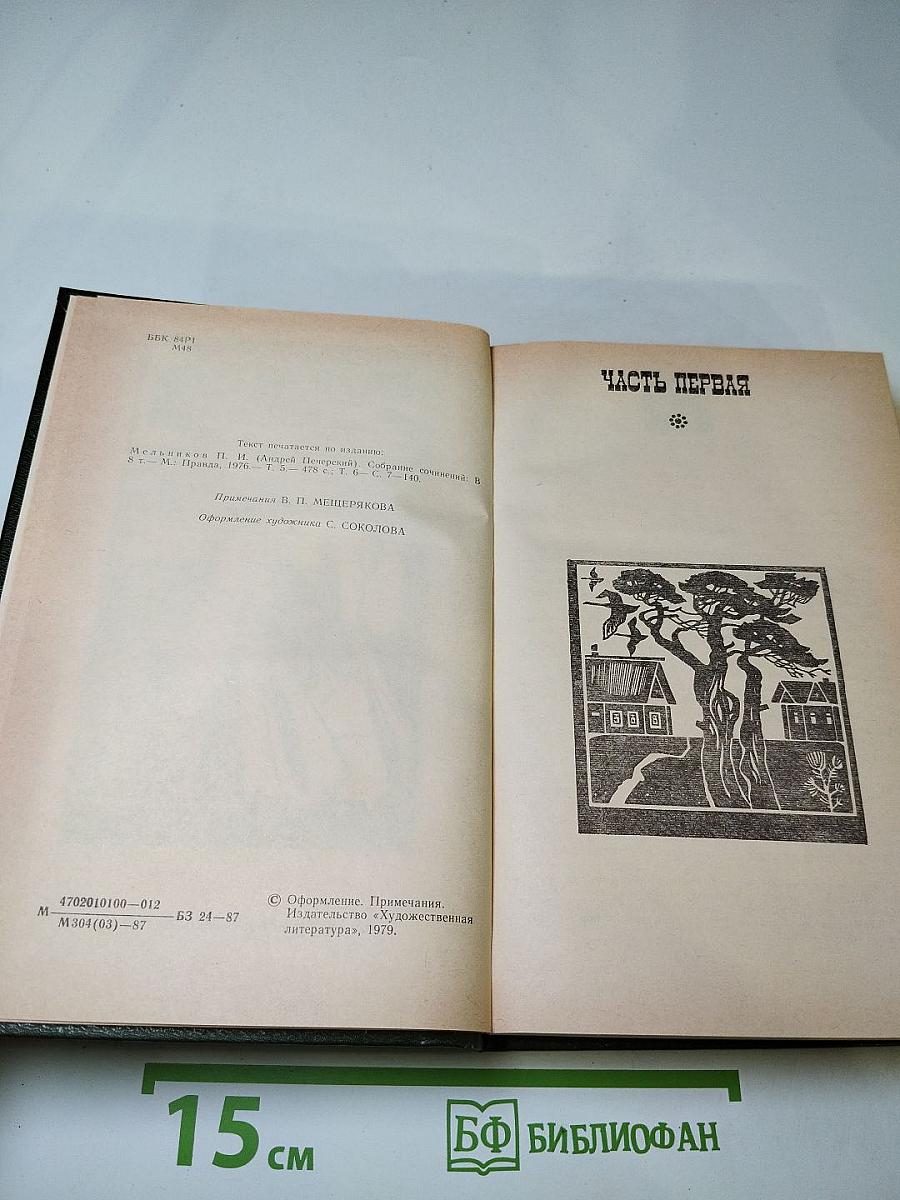 ББК 84Р1
М48
Текст печатается по изданию:
Мельников П. И. (Андрей Печерский). Собрание сочинений: В
8 т.— М.: Правда, 1976.— Т. 5.— 478 с.; Т. 6— С. 7—140.
Примечания В. П. МЕЩЕРЯКОВА
Оформление художника С. СОКОЛОВА
4702010100—012
М БЗ 24—87
М304(03)—87
© Оформление. Примечания.
Издательство «Художественная
литература», 1979.
ЧАСТЬ ПЕРВАЯ
15 см
БФ БИБЛИОФАН